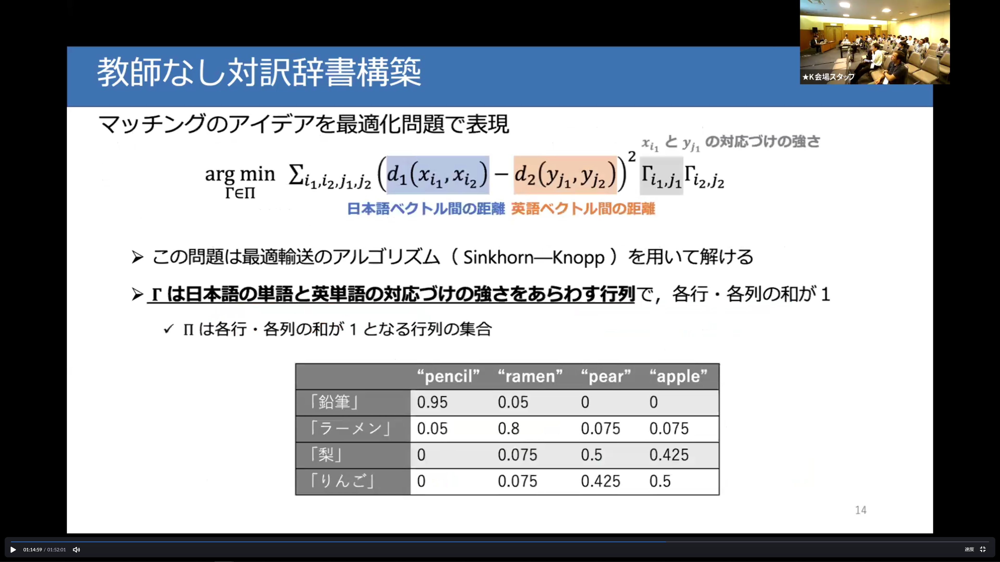 ★K会場スタッフ
教師なし対訳辞書構築
マッチングのアイデアを最適化問題で表現
x_{i_1} と y_{j_1} の対応づけの強さ
arg min_{Γ∈Π} Σ_{i_1,i_2,j_1,j_2} (d_1(x_{i_1}, x_{i_2}) − d_2(y_{j_1}, y_{j_2}))^2 Γ_{i_1,j_1} Γ_{i_2,j_2}
日本語ベクトル間の距離 英語ベクトル間の距離
➢ この問題は最適輸送のアルゴリズム（ Sinkhorn—Knopp ）を用いて解ける
➢ Γ は日本語の単語と英単語の対応づけの強さをあらわす行列で，各行・各列の和が 1
✓ Π は各行・各列の和が 1 となる行列の集合
“pencil” “ramen” “pear” “apple”
「鉛筆」 0.95 0.05 0 0
「ラーメン」 0.05 0.8 0.075 0.075
「梨」 0 0.075 0.5 0.425
「りんご」 0 0.075 0.425 0.5
14
01:14:59 / 01:52:01 速度